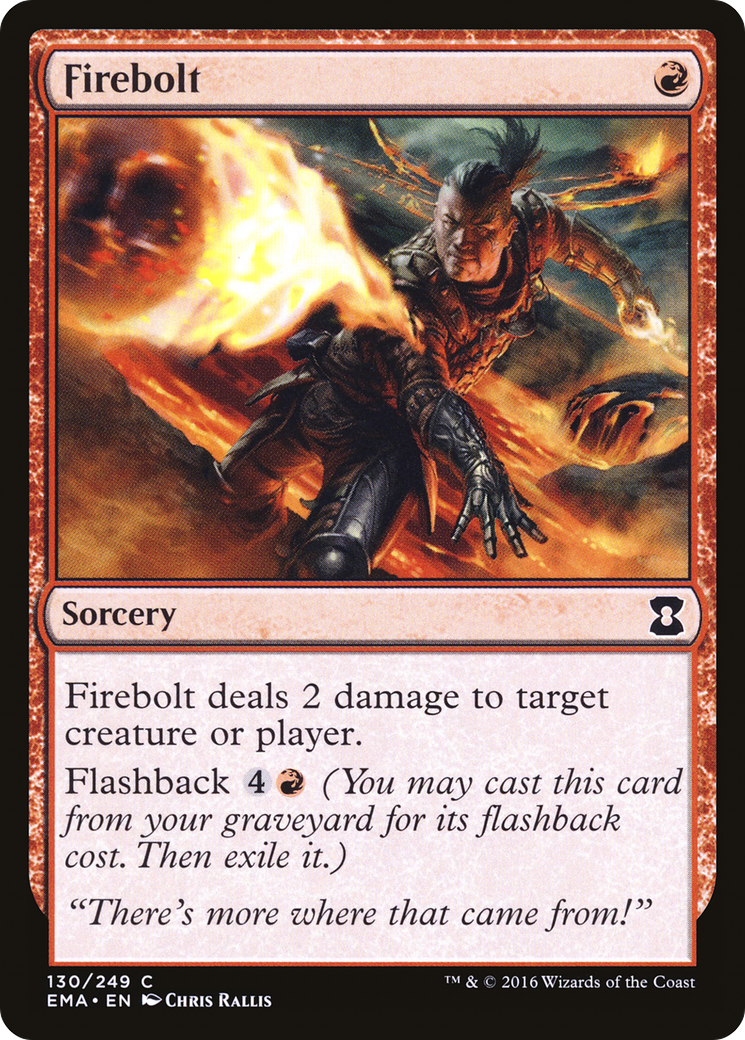 Firebolt
Sorcery
Firebolt deals 2 damage to target
creature or player.
Flashback 4 (You may cast this card
from your graveyard for its flashback
cost. Then exile it.)
“There’s more where that came from!”
130/249 C
™ & © 2016 Wizards of the Coast
EMA • EN Chris Rallis